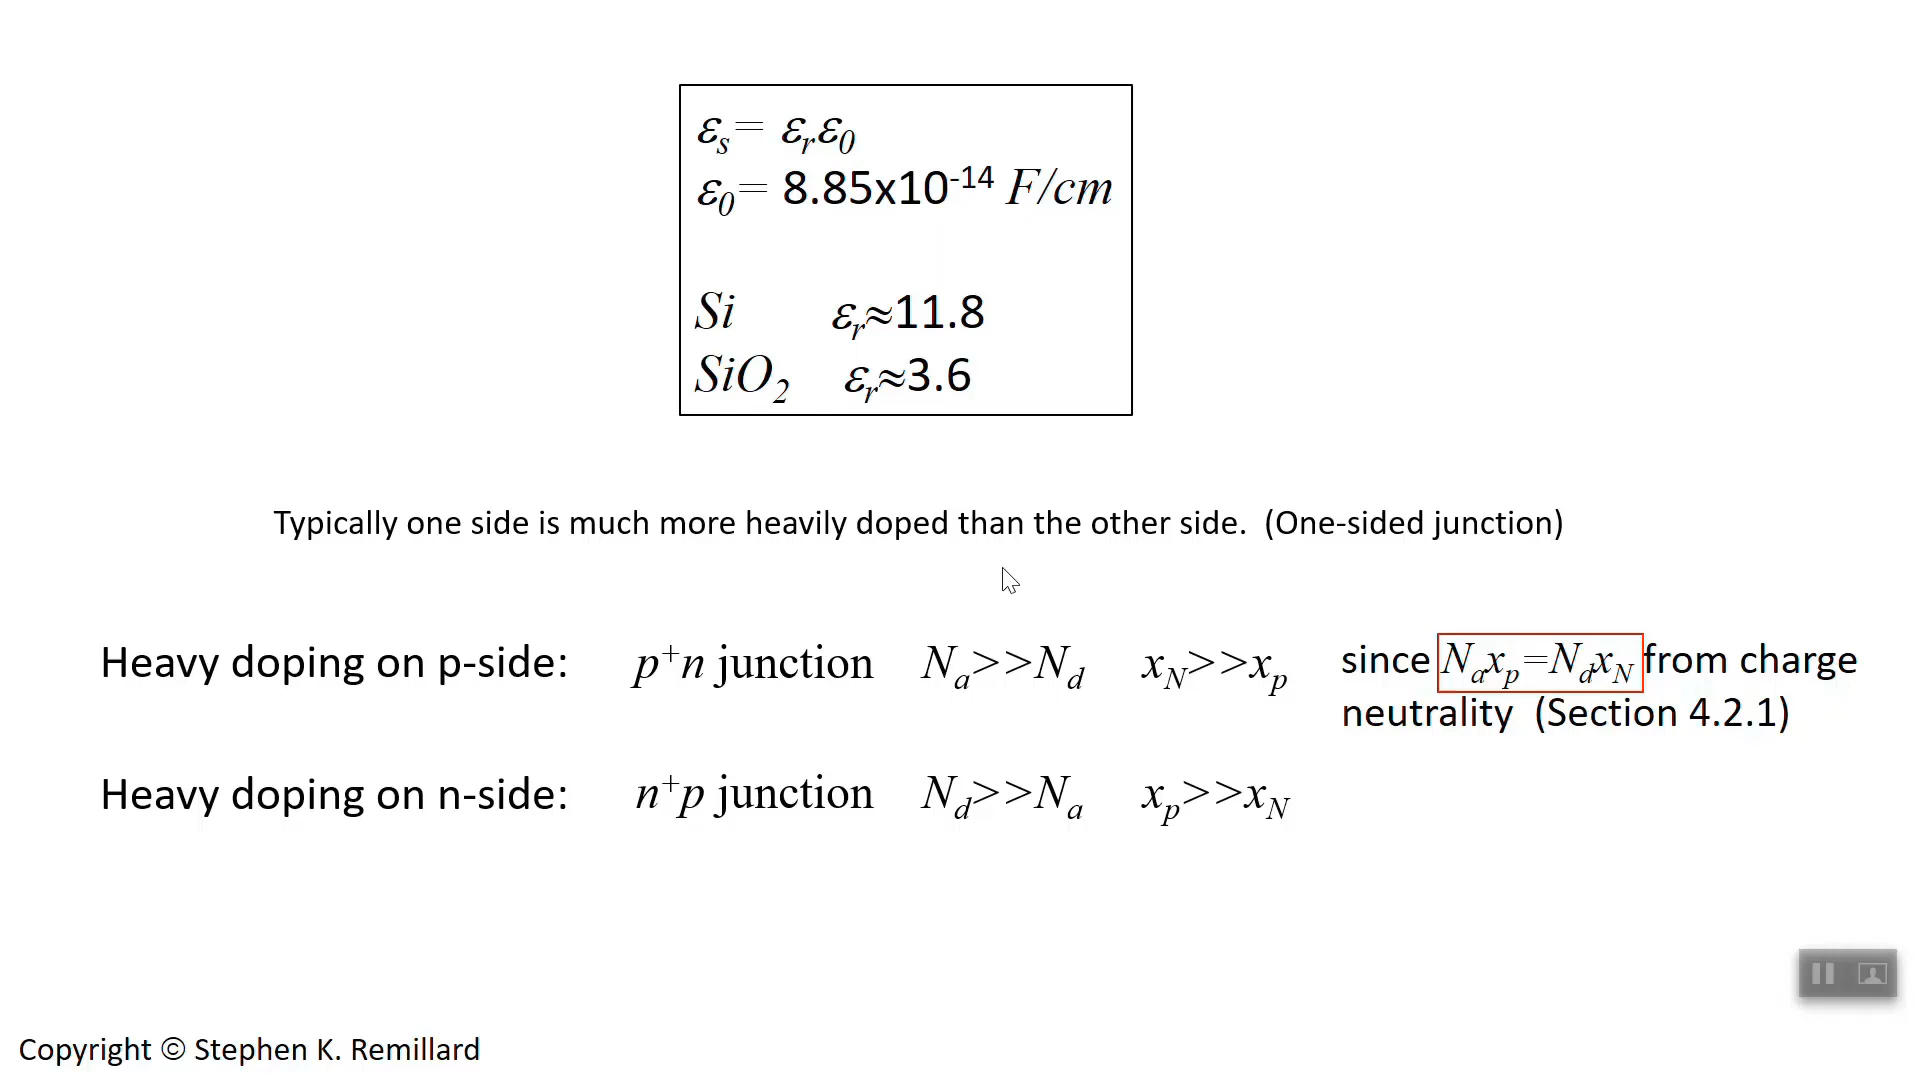 εs= εrε0
ε0= 8.85x10-14 F/cm
Si εr≈11.8
SiO2 εr≈3.6
Typically one side is much more heavily doped than the other side. (One-sided junction)
Heavy doping on p-side: p+n junction Na>>Nd xN>>xp since Naxp=NdxN from charge
neutrality (Section 4.2.1)
Heavy doping on n-side: n+p junction Nd>>Na xp>>xN
Copyright © Stephen K. Remillard